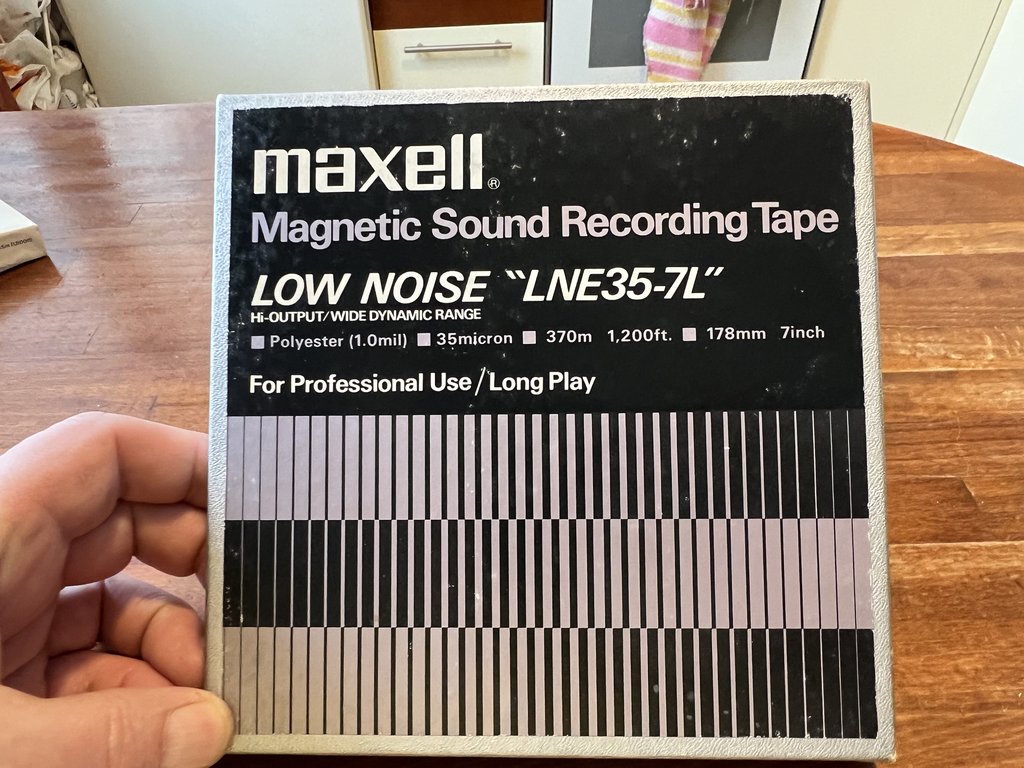 maxell®
Magnetic Sound Recording Tape
LOW NOISE "LNE35-7L"
Hi-OUTPUT/WIDE DYNAMIC RANGE
Polyester (1.0mil) 35micron 370m 1,200ft. 178mm 7inch
For Professional Use/Long Play